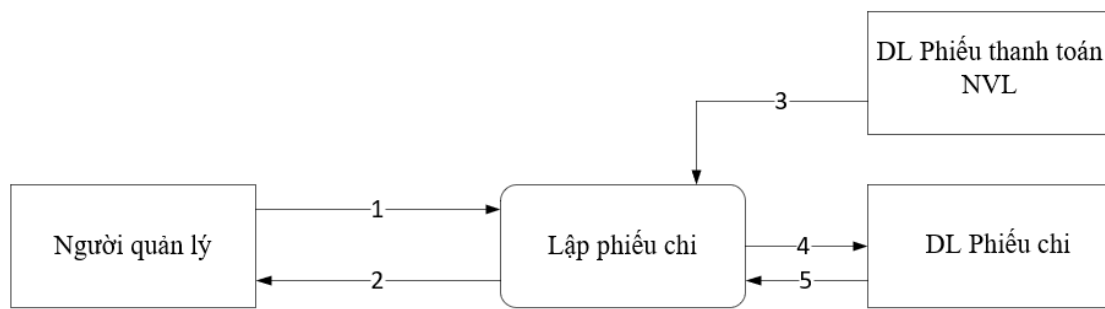 DL Phiếu thanh toán
NVL
3
Người quản lý
1
2
Lập phiếu chi
4
5
DL Phiếu chi